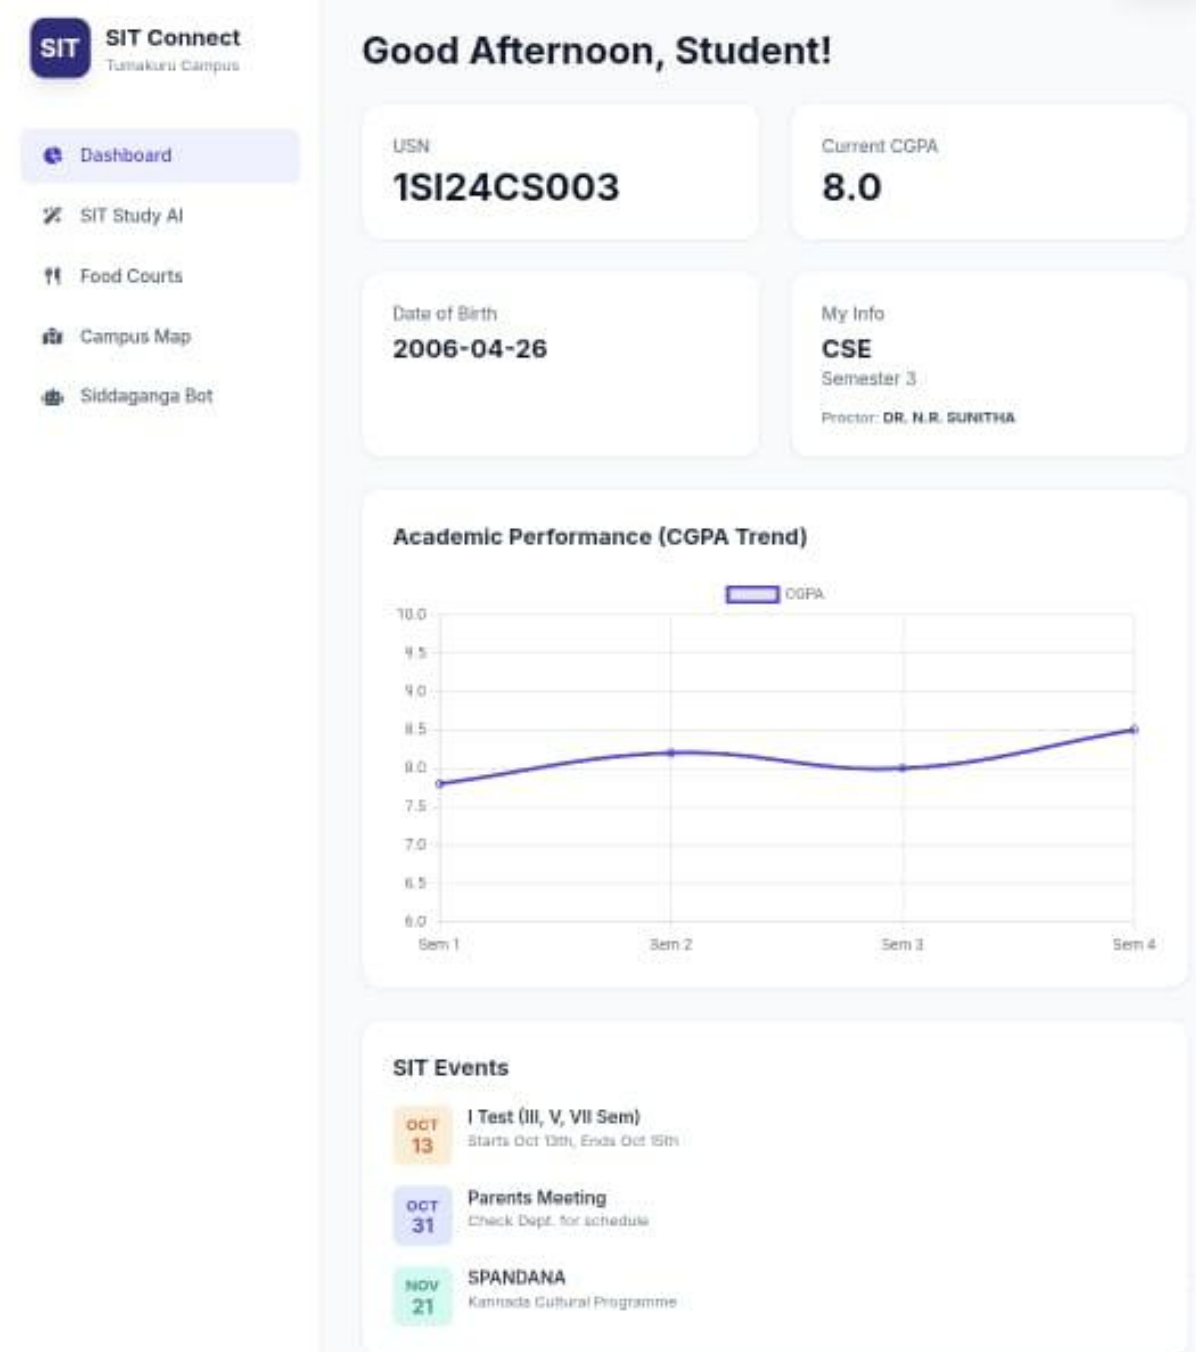 SIT
SIT Connect
Tumakuru Campus
Dashboard
SIT Study AI
Food Courts
Campus Map
Siddaganga Bot
Good Afternoon, Student!
USN
1SI24CS003
Current CGPA
8.0
Date of Birth
2006-04-26
My Info
CSE
Semester 3
Proctor: DR. N.R. SUNITHA
Academic Performance (CGPA Trend)
CGPA
10.0
9.5
9.0
8.5
8.0
7.5
7.0
6.5
6.0
Sem 1
Sem 2
Sem 3
Sem 4
SIT Events
OCT
13
I Test (III, V, VII Sem)
Starts Oct 13th, Ends Oct 15th
OCT
31
Parents Meeting
Check Dept. for schedule
NOV
21
SPANDANA
Kannada Cultural Programme